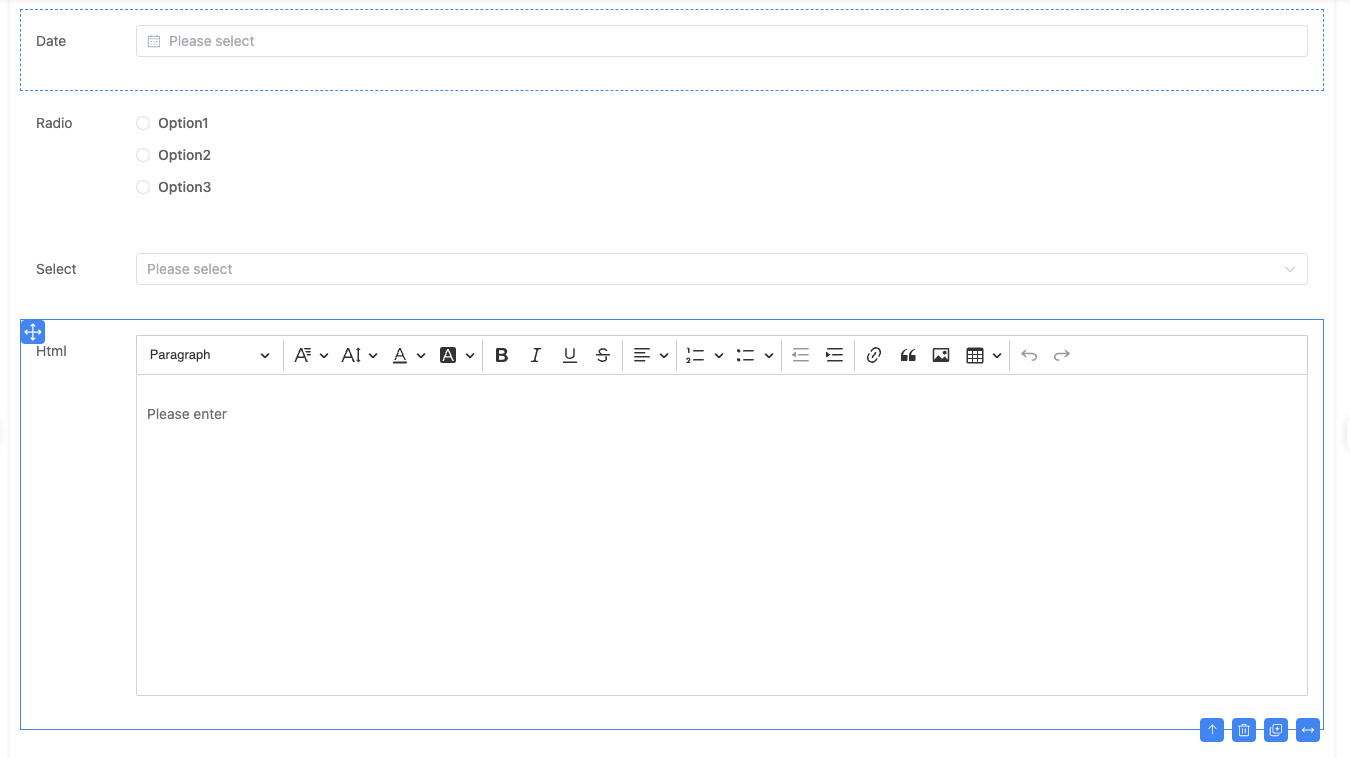 Date
Please select
Radio
Option1
Option2
Option3
Select
Please select
Html
Paragraph
Please enter